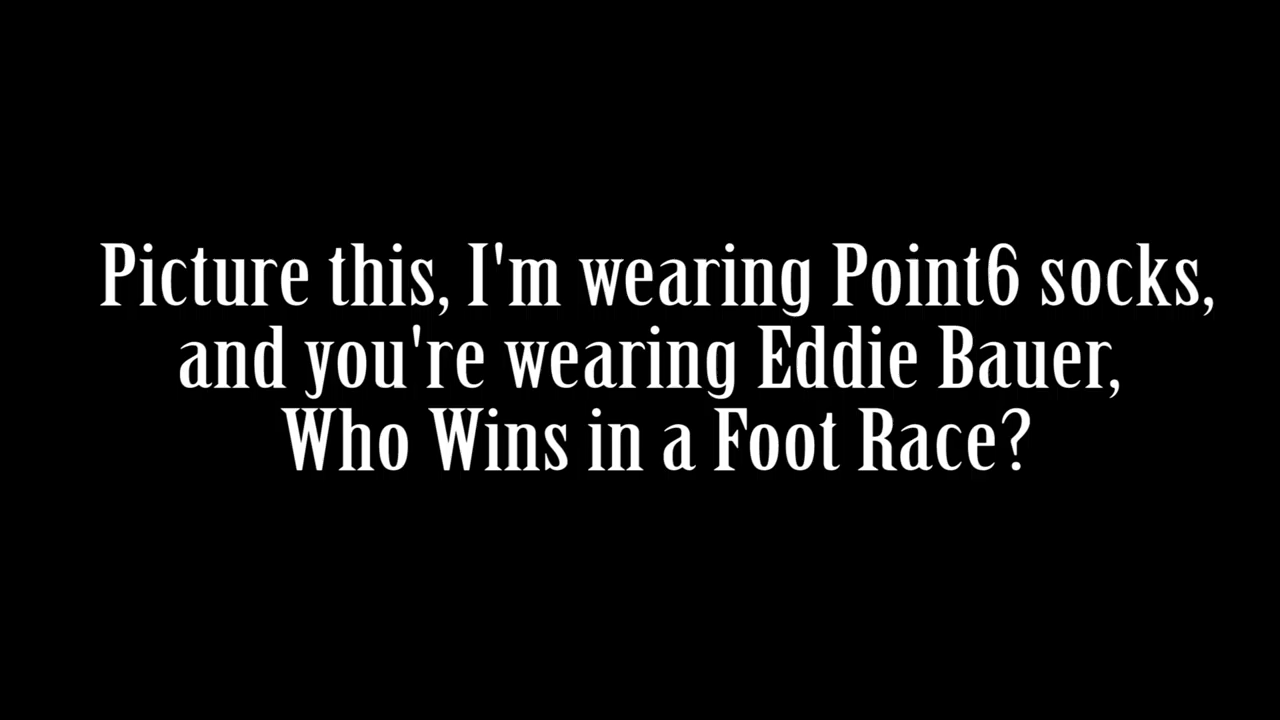 Picture this, I'm wearing Point6 socks,
and you're wearing Eddie Bauer,
Who Wins in a Foot Race?